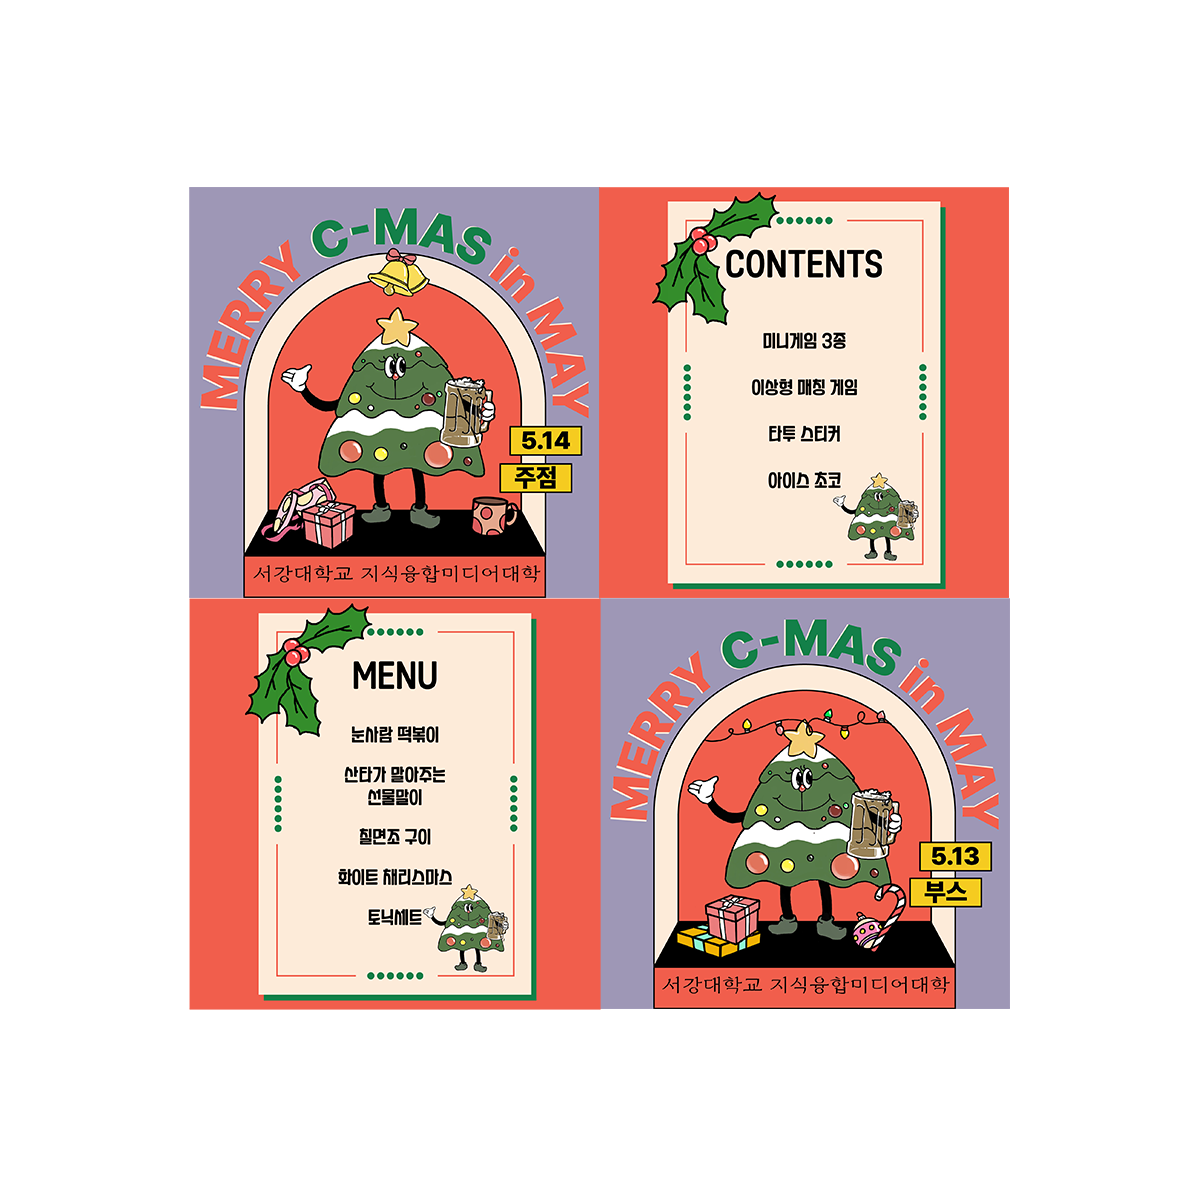 MERRY C-MAS in MAY
5.14
주점
서강대학교 지식융합미디어대학
CONTENTS
미니게임 3종
이상형 매칭 게임
타투 스티커
아이스 초코
MENU
눈사람 떡볶이
산타가 말아주는
선물말이
칠면조 구이
화이트 채리스마스
토닉세트
MERRY C-MAS in MAY
5.13
부스
서강대학교 지식융합미디어대학